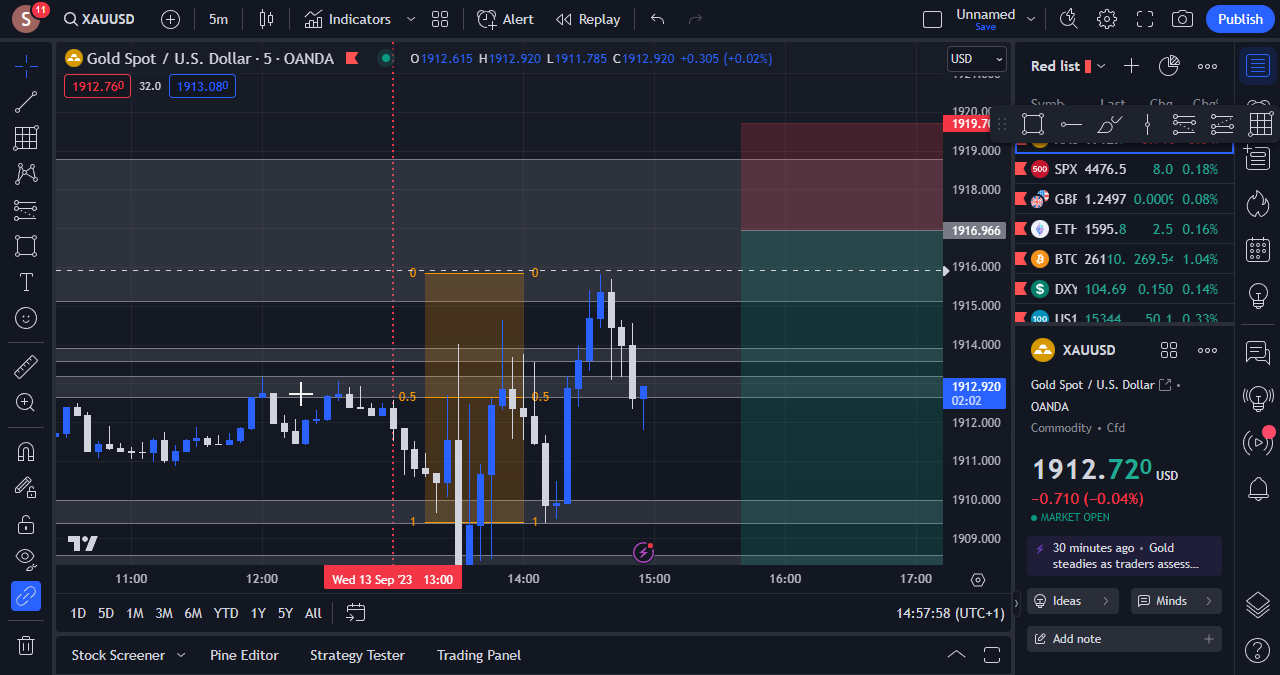 S 11 XAUUSD 5m Indicators Alert Replay Unnamed Save Publish
Gold Spot / U.S. Dollar · 5 · OANDA O1912.615 H1912.920 L1911.785 C1912.920 +0.305 (+0.02%) USD
1912.760 32.0 1913.080
Red list
Symb Last Chg Chg%
1920.00
1919.70
1919.000
1918.000
1916.966
1916.000
1915.000
1914.000
1912.920
02:02
1912.000
1911.000
1910.000
1909.000
0 0
0.5 0.5
1 1
500 SPX 4476.5 8.0 0.18%
GBF 1.2497 0.0009 0.08%
ETH 1595.8 2.5 0.16%
BTC 26110. 269.54 1.04%
DXY 104.69 0.150 0.14%
100 US1 15344 50.1 0.33%
XAUUSD
Gold Spot / U.S. Dollar •
OANDA
Commodity • Cfd
1912.720 USD
−0.710 (−0.04%)
MARKET OPEN
30 minutes ago • Gold
steadies as traders assess...
Ideas Minds
Add note
11:00 12:00 Wed 13 Sep '23 13:00 14:00 15:00 16:00 17:00
1D 5D 1M 3M 6M YTD 1Y 5Y All 14:57:58 (UTC+1)
Stock Screener Pine Editor Strategy Tester Trading Panel